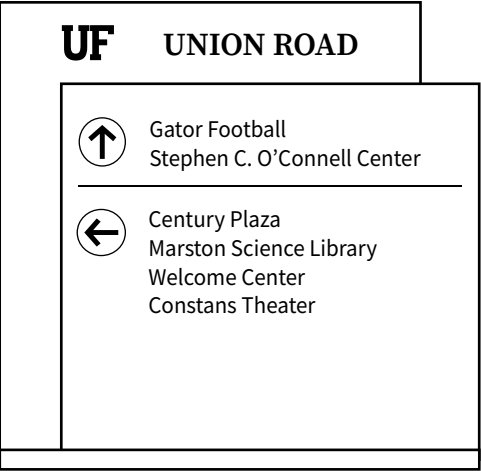 UF UNION ROAD
Gator Football
Stephen C. O’Connell Center
Century Plaza
Marston Science Library
Welcome Center
Constans Theater